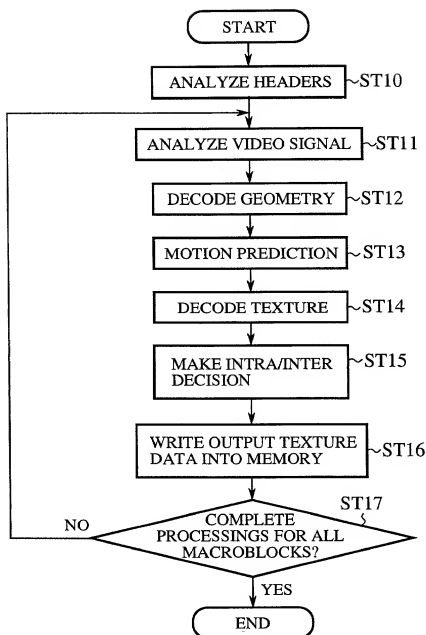 START
ANALYZE HEADERS ST10
ANALYZE VIDEO SIGNAL ST11
DECODE GEOMETRY ST12
MOTION PREDICTION ST13
DECODE TEXTURE ST14
MAKE INTRA/INTER
DECISION
ST15
WRITE OUTPUT TEXTURE
DATA INTO MEMORY
ST16
ST17
NO
COMPLETE
PROCESSINGS FOR ALL
MACROBLOCKS?
YES
END